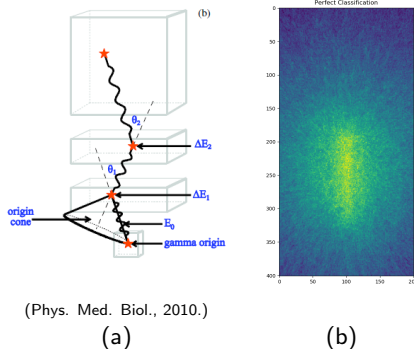 (b)
θ₂
ΔE₂
θ₁
ΔE₁
origin
cone
E₀
gamma origin
(Phys. Med. Biol., 2010.)
(a)
Perfect Classification
0
50
100
150
200
250
300
350
400
0
50
100
150
200
(b)